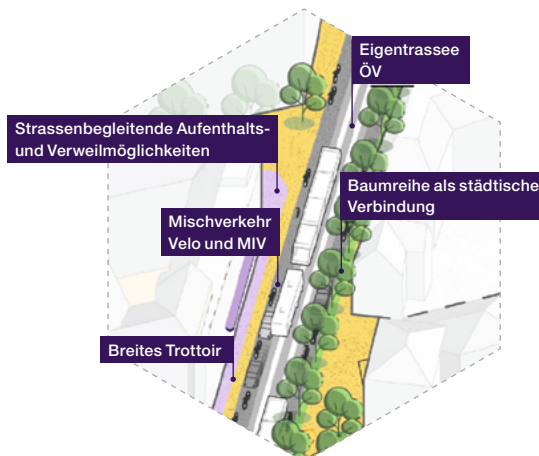 Eigentrassee
ÖV
Strassenbegleitende Aufenthalts-
und Verweilmöglichkeiten
Baumreihe als städtische
Verbindung
Mischverkehr
Velo und MIV
Breites Trottoir